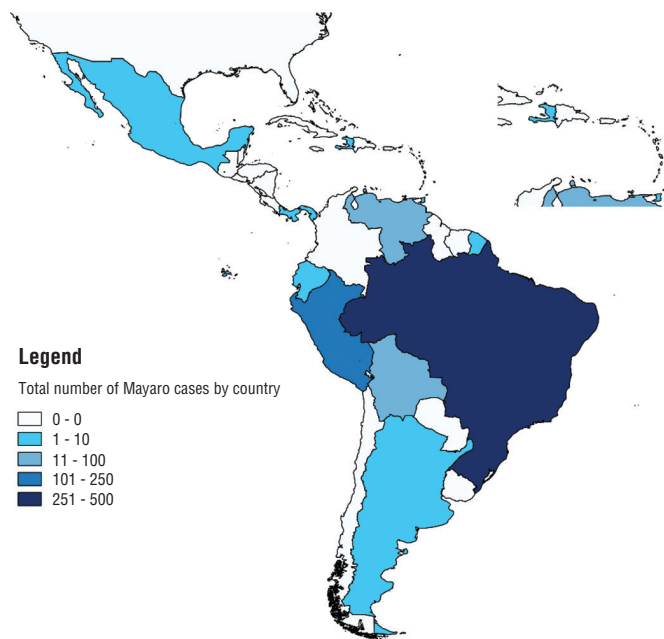 Legend
Total number of Mayaro cases by country
0 - 0
1 - 10
11 - 100
101 - 250
251 - 500